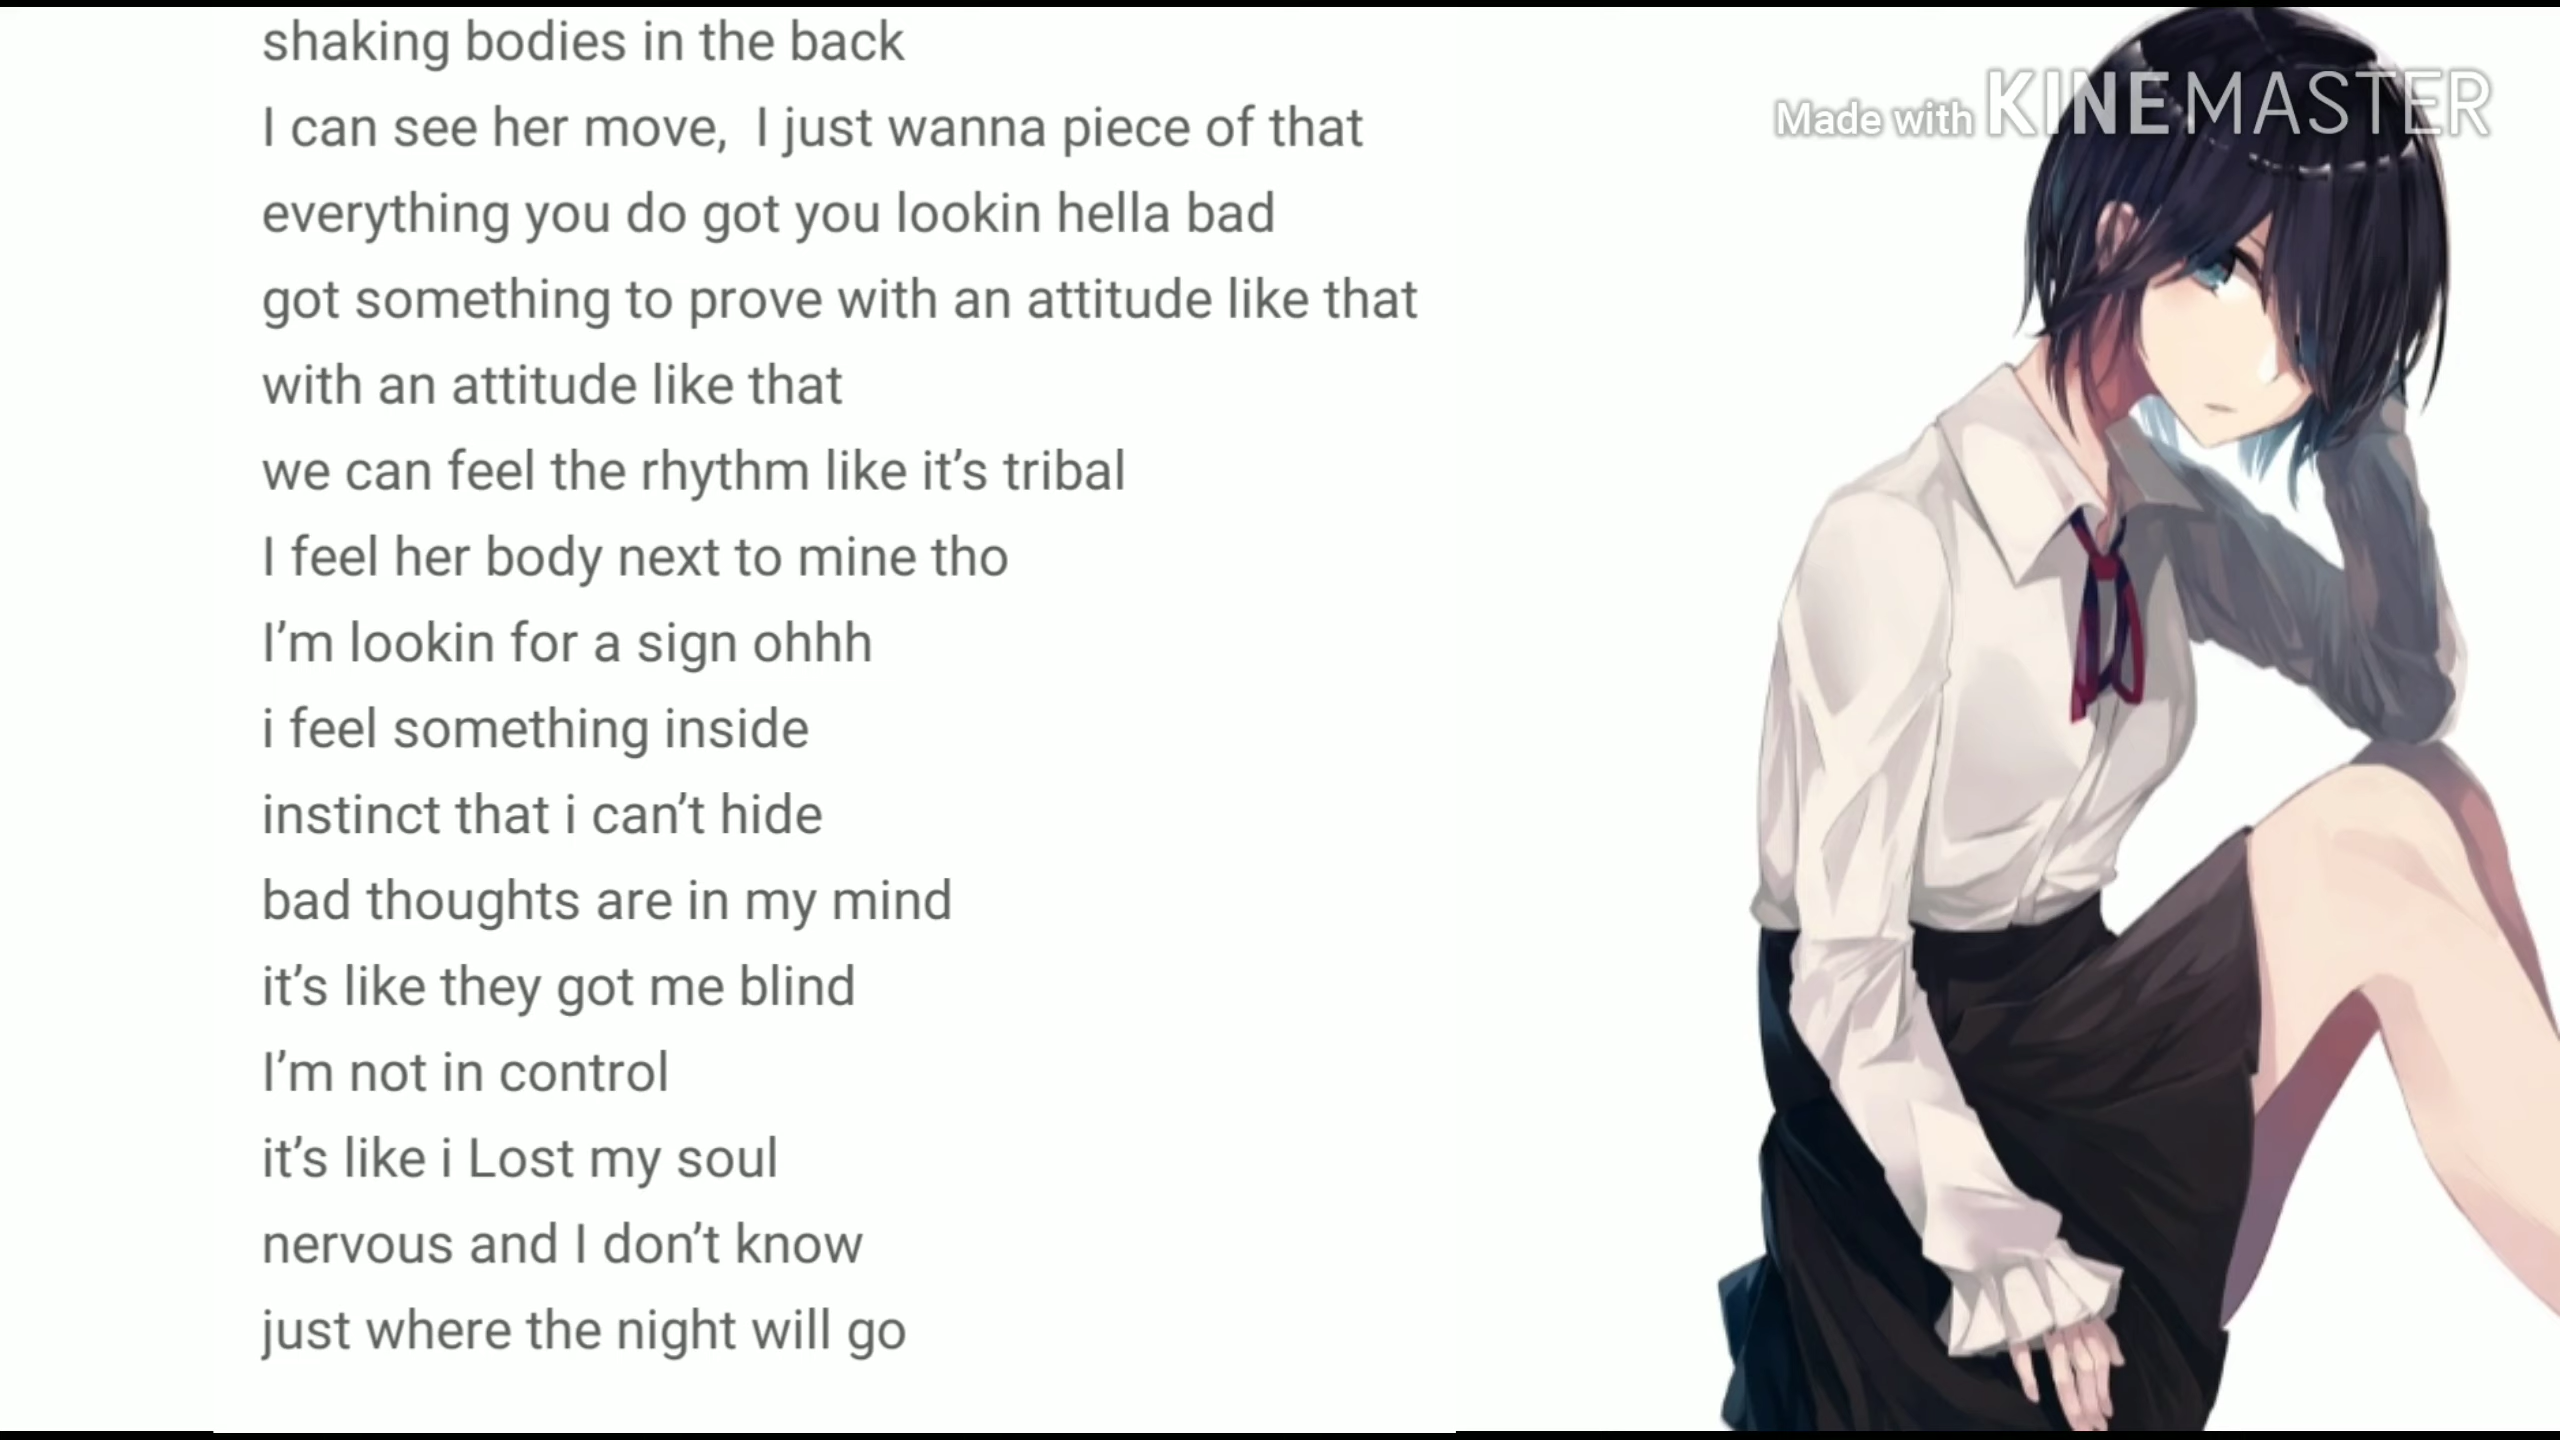 shaking bodies in the back
I can see her move,  I just wanna piece of that
everything you do got you lookin hella bad
got something to prove with an attitude like that
with an attitude like that
we can feel the rhythm like it’s tribal
I feel her body next to mine tho
I’m lookin for a sign ohhh
i feel something inside
instinct that i can’t hide
bad thoughts are in my mind
it’s like they got me blind
I’m not in control
it’s like i Lost my soul
nervous and I don’t know
just where the night will go
Made with KINEMASTER